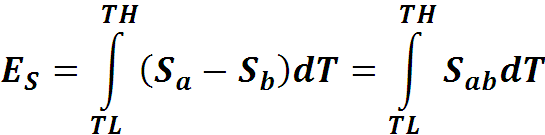 E_S = ∫_{TL}^{TH} (S_a − S_b)dT = ∫_{TL}^{TH} S_{ab}dT